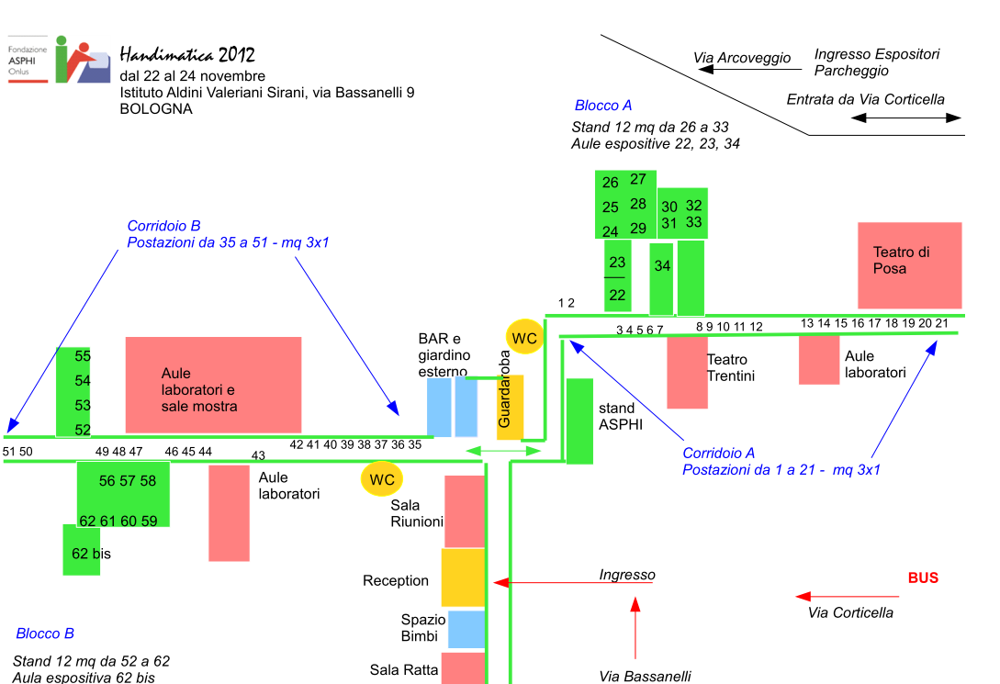 Fondazione
ASPHI
Onlus
Handimatica 2012
dal 22 al 24 novembre
Istituto Aldini Valeriani Sirani, via Bassanelli 9
BOLOGNA
Via Arcoveggio
Ingresso Espositori
Parcheggio
Entrata da Via Corticella
Blocco A
Stand 12 mq da 26 a 33
Aule espositive 22, 23, 34
26 27
25 28
30 32
24 29
31 33
23
22
34
Teatro di
Posa
Corridoio B
Postazioni da 35 a 51 - mq 3x1
1 2
3 4 5 6 7
8 9 10 11 12
13 14 15 16 17 18 19 20 21
WC
BAR e
giardino
esterno
Guardaroba
Teatro
Trentini
Aule
laboratori
stand
ASPHI
55
54
53
52
Aule
laboratori e
sale mostra
Corridoio A
Postazioni da 1 a 21 - mq 3x1
51 50
49 48 47
46 45 44
43
42 41 40 39 38 37 36 35
56 57 58
62 61 60 59
62 bis
Aule
laboratori
WC
Sala
Riunioni
Reception
Ingresso
BUS
Via Corticella
Spazio
Bimbi
Sala Ratta
Via Bassanelli
Blocco B
Stand 12 mq da 52 a 62
Aula espositiva 62 bis